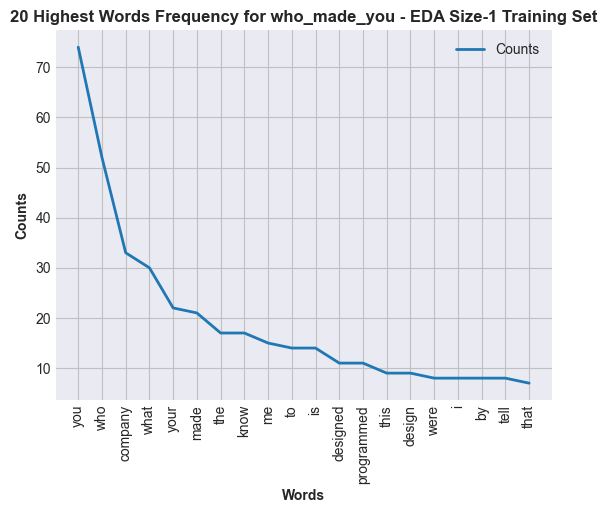 20 Highest Words Frequency for who_made_you - EDA Size-1 Training Set
Counts
70
60
50
40
30
20
10
Counts
you
who
company
what
your
made
the
know
me
to
is
designed
programmed
this
design
were
i
by
tell
that
Words